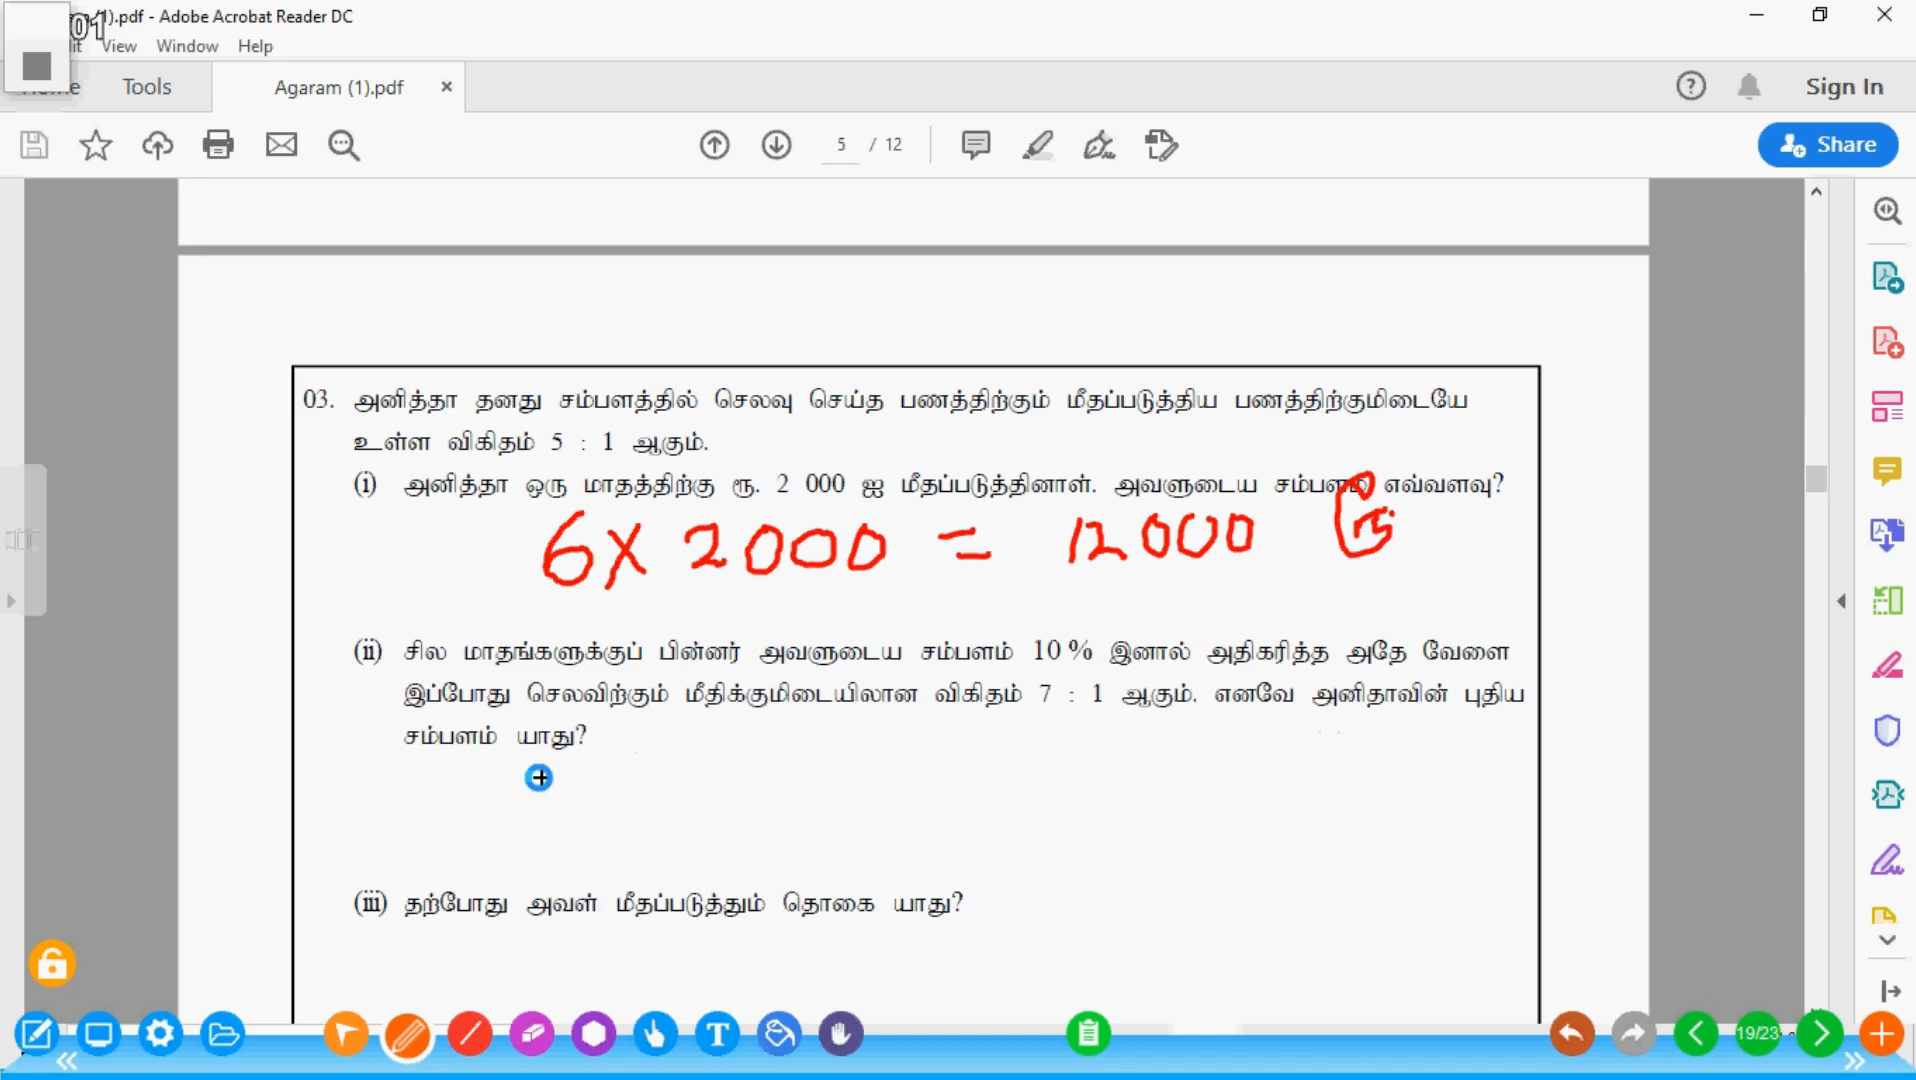 1).pdf - Adobe Acrobat Reader DC
01
View Window Help
Tools
Agaram (1).pdf ×
Sign In
5 / 12
Share
03. அனித்தா தனது சம்பளத்தில் செலவு செய்த பணத்திற்கும் மீதப்படுத்திய பணத்திற்குமிடையே
உள்ள விகிதம் 5 : 1 ஆகும்.
(i) அனித்தா ஒரு மாதத்திற்கு ரூ. 2 000 ஐ மீதப்படுத்தினாள். அவளுடைய சம்பளம் எவ்வளவு?
6 x 2000 = 12000
(ii) சில மாதங்களுக்குப் பின்னர் அவளுடைய சம்பளம் 10 % இனால் அதிகரித்த அதே வேளை
இப்போது செலவிற்கும் மீதிக்குமிடையிலான விகிதம் 7 : 1 ஆகும். எனவே அனிதாவின் புதிய
சம்பளம் யாது?
(iii) தற்போது அவள் மீதப்படுத்தும் தொகை யாது?
19/23